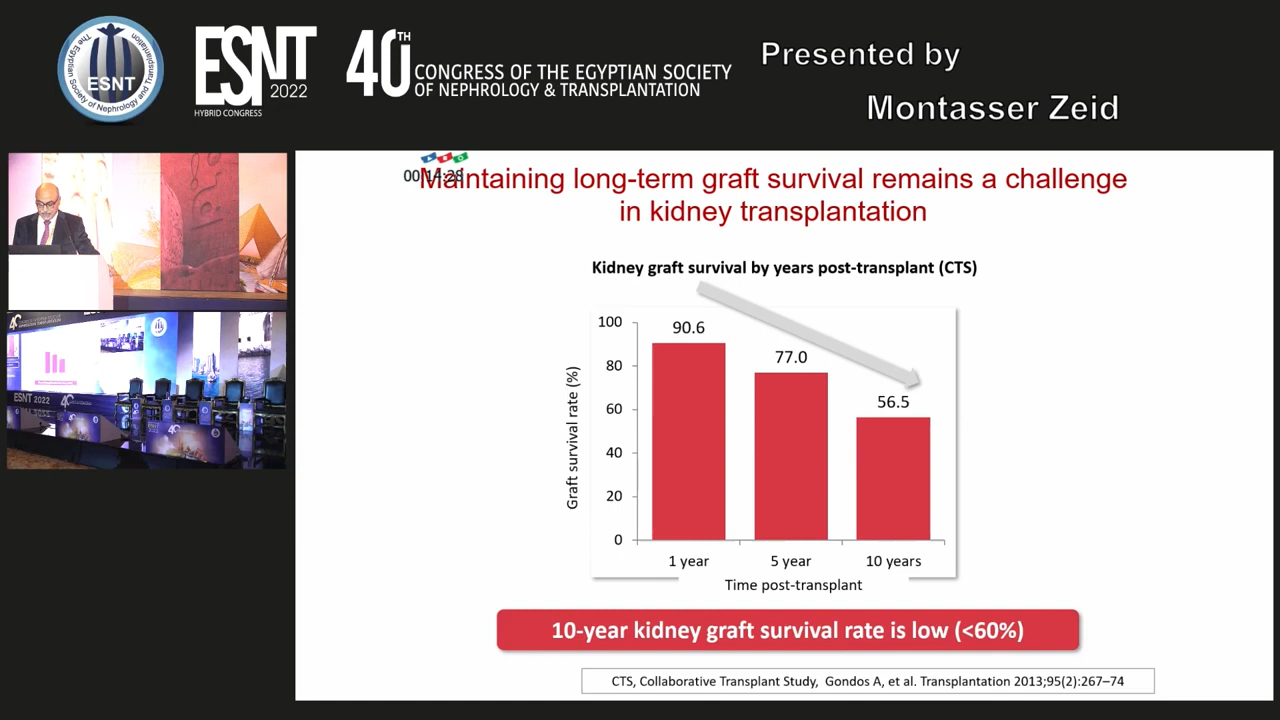 The Egyptian Society of Nephrology and Transplantation
ESNT
ESNT
2022
HYBRID CONGRESS
40TH
CONGRESS OF THE EGYPTIAN SOCIETY
OF NEPHROLOGY & TRANSPLANTATION
Presented by
Montasser Zeid
00:14:28
Maintaining long-term graft survival remains a challenge
in kidney transplantation
Kidney graft survival by years post-transplant (CTS)
Graft survival rate (%)
100
80
60
40
20
0
90.6
77.0
56.5
1 year
5 year
10 years
Time post-transplant
10-year kidney graft survival rate is low (<60%)
CTS, Collaborative Transplant Study, Gondos A, et al. Transplantation 2013;95(2):267–74
ESNT 2022
40